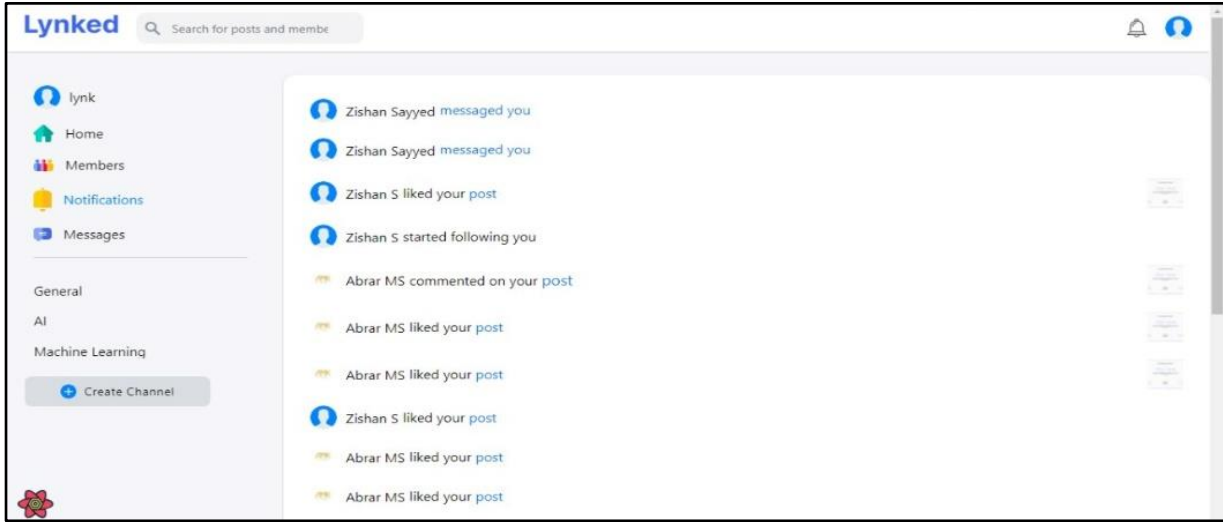 Lynked
Search for posts and membe
lynk
Home
Members
Notifications
Messages
General
AI
Machine Learning
Create Channel
Zishan Sayyed messaged you
Zishan Sayyed messaged you
Zishan S liked your post
Zishan S started following you
Abrar MS commented on your post
Abrar MS liked your post
Abrar MS liked your post
Zishan S liked your post
Abrar MS liked your post
Abrar MS liked your post